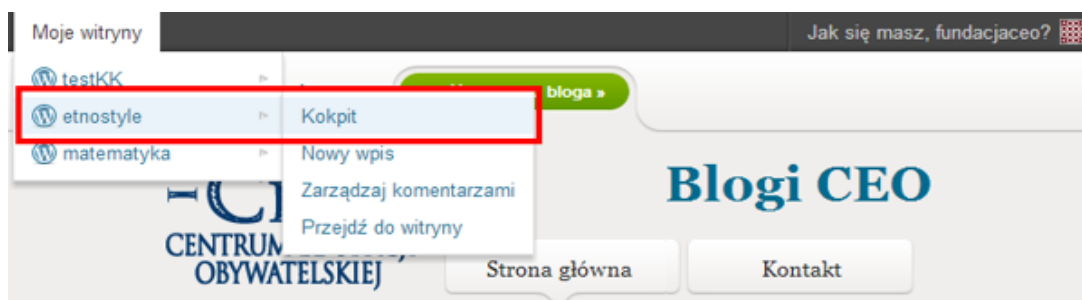 Moje witryny
Jak się masz, fundacjaceo?
testKK
bloga »
etnostyle
Kokpit
matematyka
Nowy wpis
Zarządzaj komentarzami
Przejdź do witryny
Blogi CEO
CENTRUM
OBYWATELSKIEJ
Strona główna
Kontakt